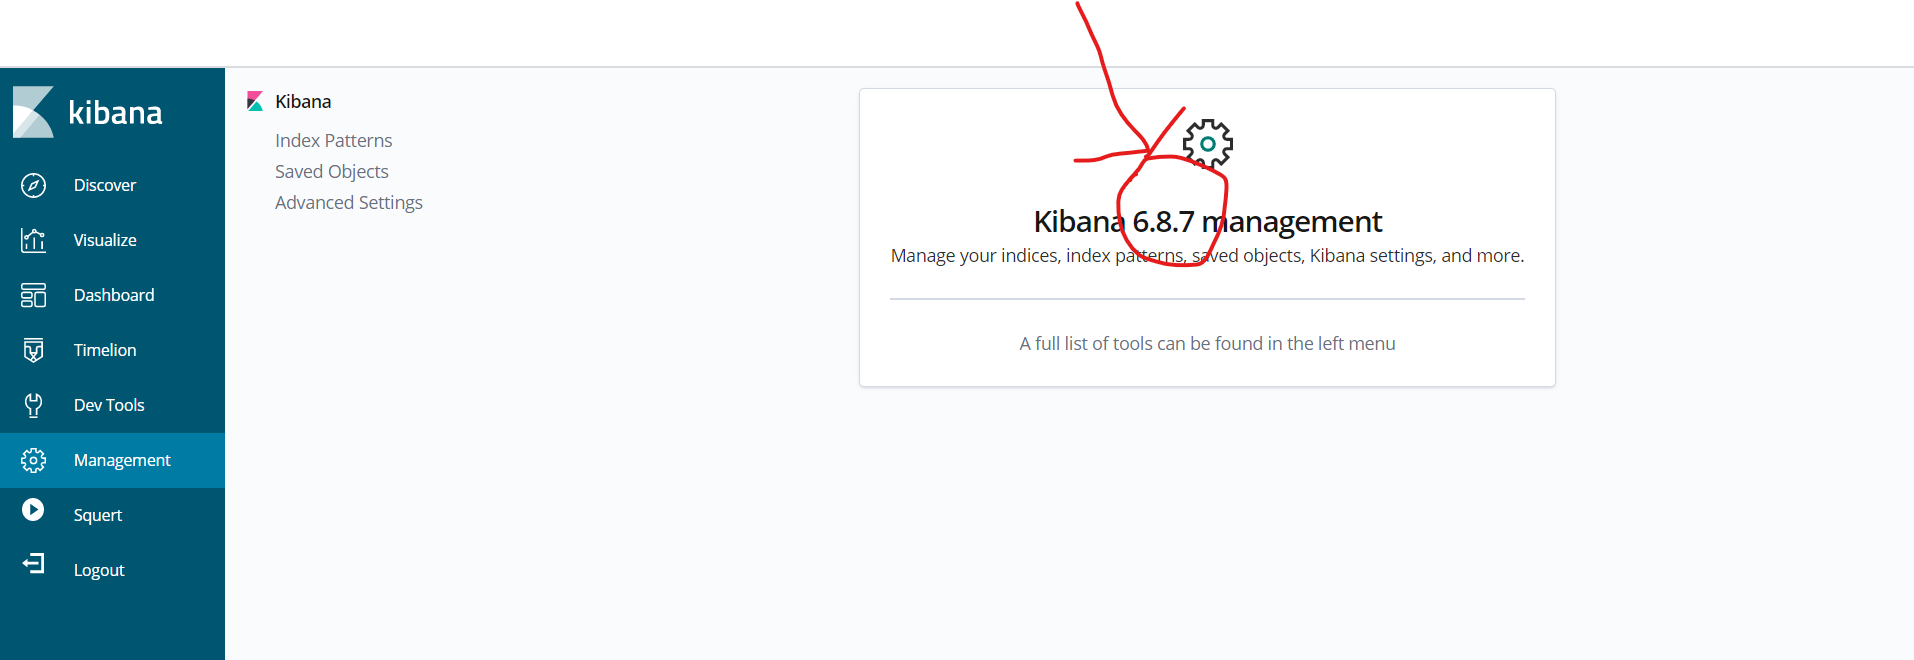 kibana
Discover
Visualize
Dashboard
Timelion
Dev Tools
Management
Squert
Logout
Kibana
Index Patterns
Saved Objects
Advanced Settings
Kibana 6.8.7 management
Manage your indices, index patterns, saved objects, Kibana settings, and more.
A full list of tools can be found in the left menu